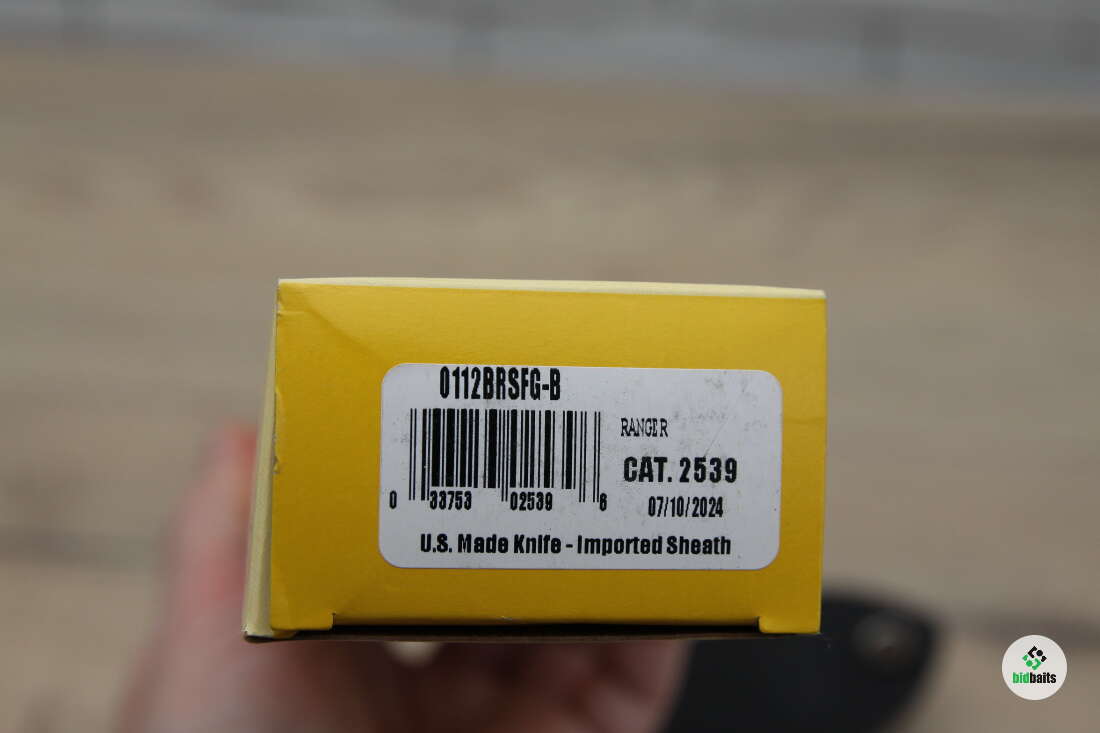 0112BRSFG-B
RANGER
CAT. 2539
0 33753 02539 6
07/10/2024
U.S. Made Knife - Imported Sheath
bidbaits